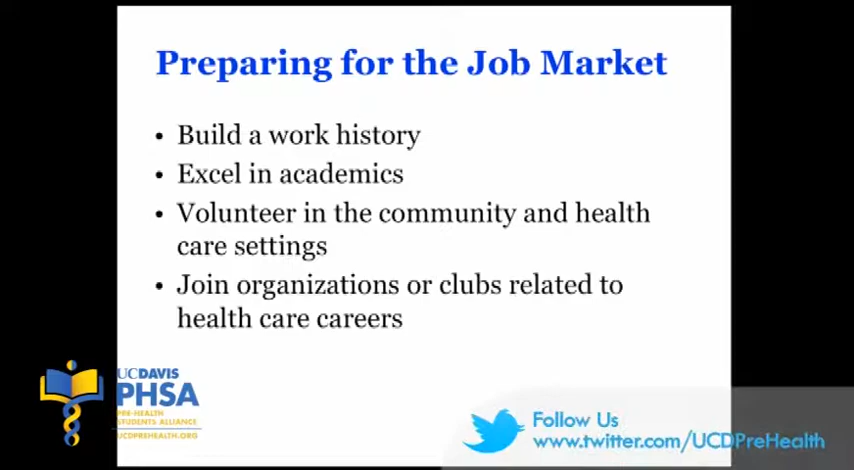 Preparing for the Job Market
• Build a work history
• Excel in academics
• Volunteer in the community and health
care settings
• Join organizations or clubs related to
health care careers
UCDAVIS
PHSA
PRE-HEALTH
STUDENTS ALLIANCE
UCDPREHEALTH.ORG
Follow Us
www.twitter.com/UCDPreHealth